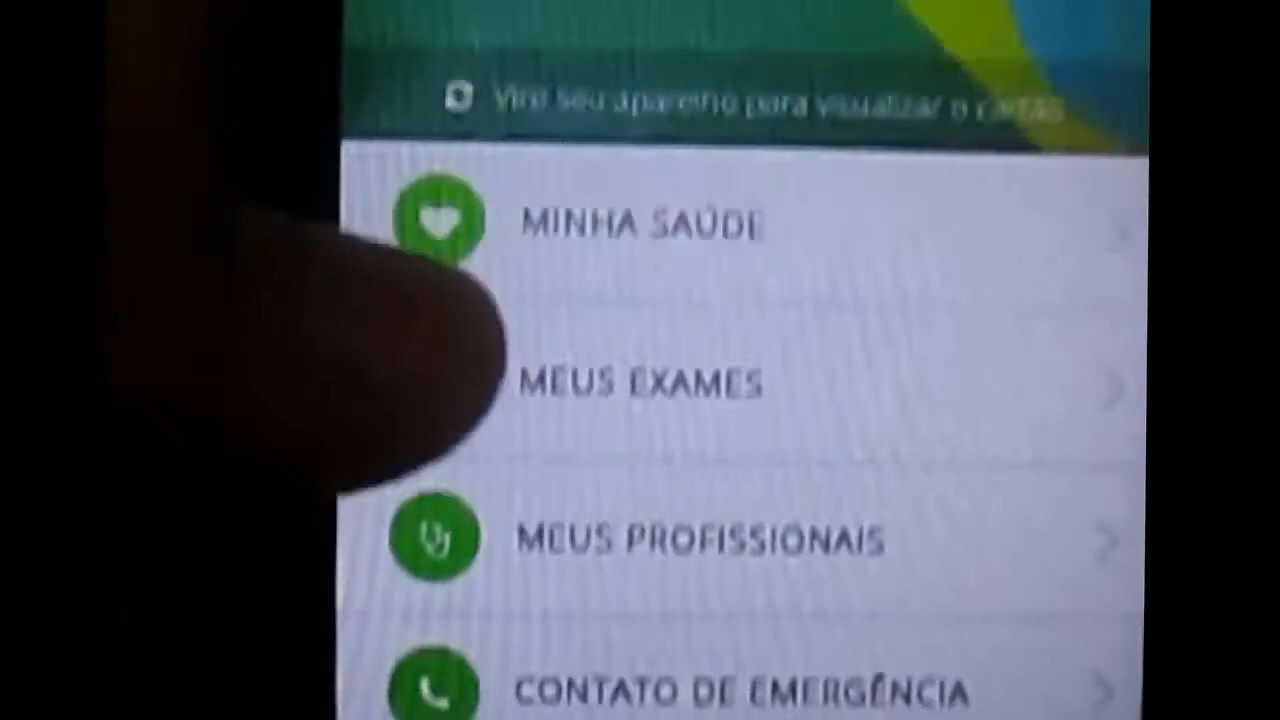 Vire seu aparelho para visualizar o cartão
MINHA SAÚDE
MEUS EXAMES
MEUS PROFISSIONAIS
CONTATO DE EMERGÊNCIA